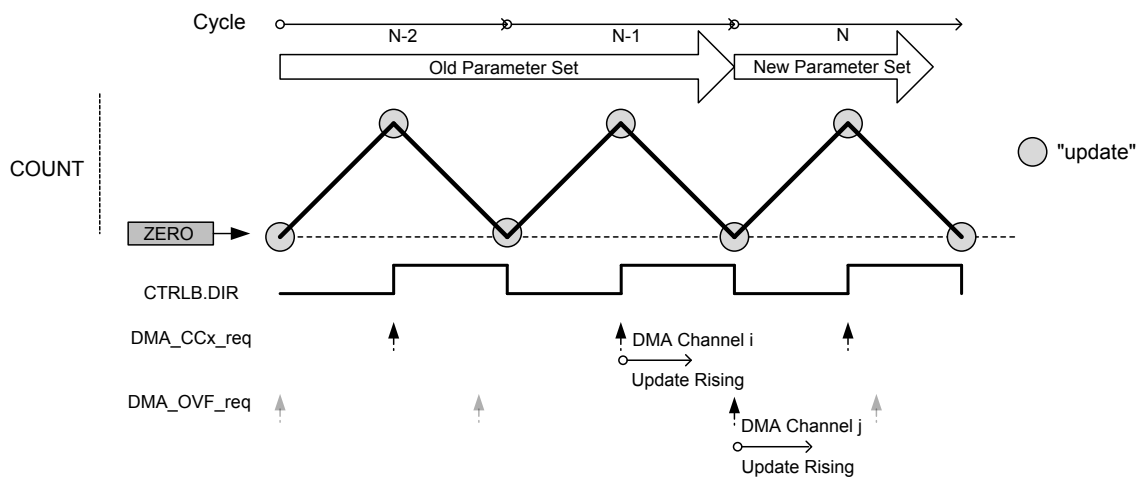 Cycle
N-2
N-1
N
Old Parameter Set
New Parameter Set
COUNT
"update"
ZERO
CTRLB.DIR
DMA_CCx_req
DMA Channel i
Update Rising
DMA_OVF_req
DMA Channel j
Update Rising